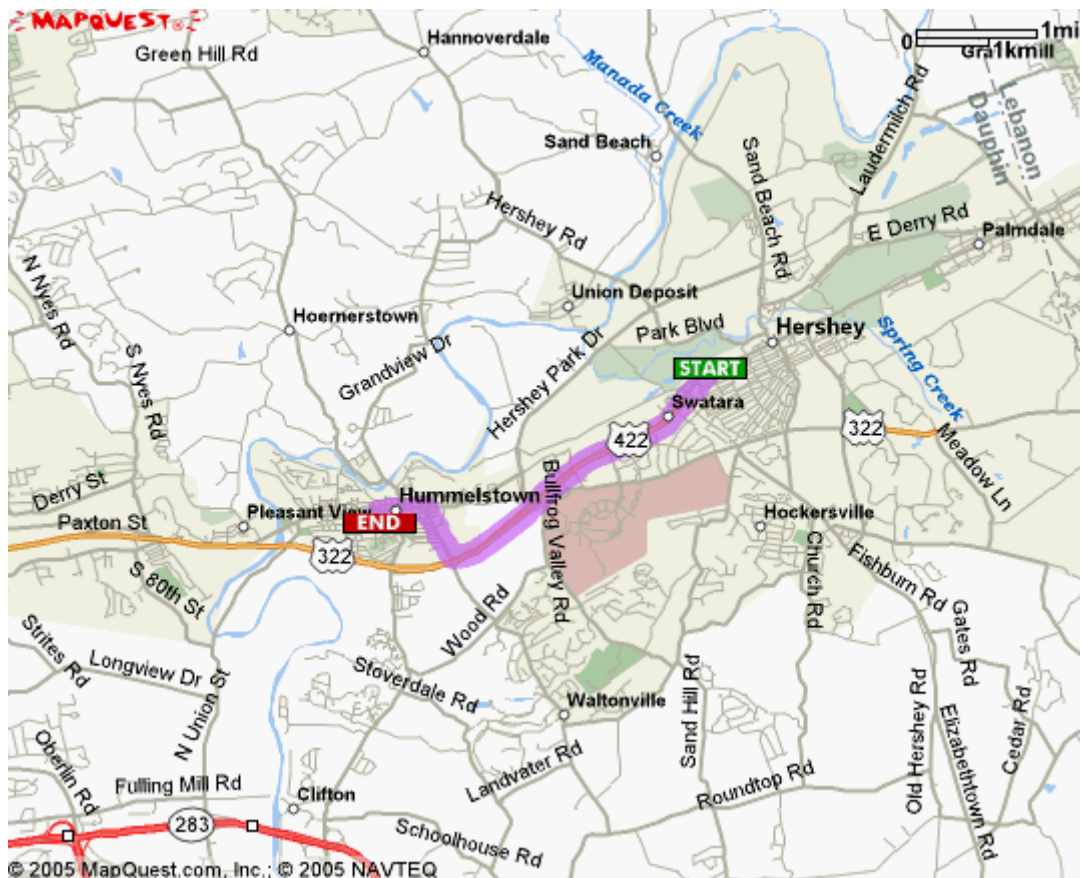 MAPQUEST®
Hannoverdale
Green Hill Rd
1mi
0
1km
Manada Creek
Lebanon
Dauphin
Sand Beach
Sand Beach Rd
Laudermilch Rd
Hershey Rd
E Derry Rd
Palmdale
N Nyes Rd
Union Deposit
Hoernerstown
Park Blvd
Hershey
Spring Creek
S Nyes Rd
Grandview Dr
Hershey Park Dr
START
Swatara
422
322
Meadow Ln
Derry St
Hummelstown
Pleasant View
END
Paxton St
322
Bullfrog Valley Rd
Hockersville
S 80th St
Church Rd
Fishburn Rd
Strites Rd
Longview Dr
Wood Rd
Gates Rd
Stoverdale Rd
N Union St
Waltonville
Sand Hill Rd
Old Hershey Rd
Elizabethtown Rd
Cedar Rd
Oberlin Rd
Landvater Rd
Roundtop Rd
Fulling Mill Rd
Clifton
283
Schoolhouse Rd
© 2005 MapQuest.com, Inc.; © 2005 NAVTEQ